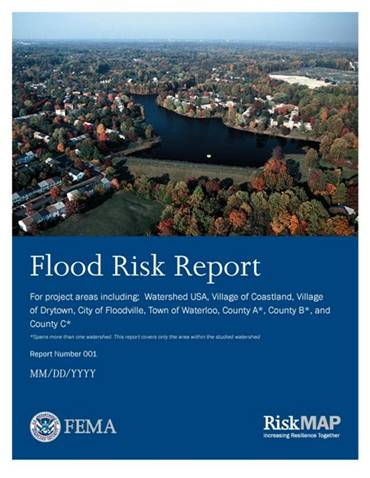 Flood Risk Report
For project areas including:  Watershed USA, Village of Coastland, Village
of Drytown, City of Floodville, Town of Waterloo, County A*, County B*, and
County C*
*Spans more than one watershed. This report covers only the area within the studied watershed
Report Number 001
MM/DD/YYYY
FEMA
RiskMAP
Increasing Resilience Together